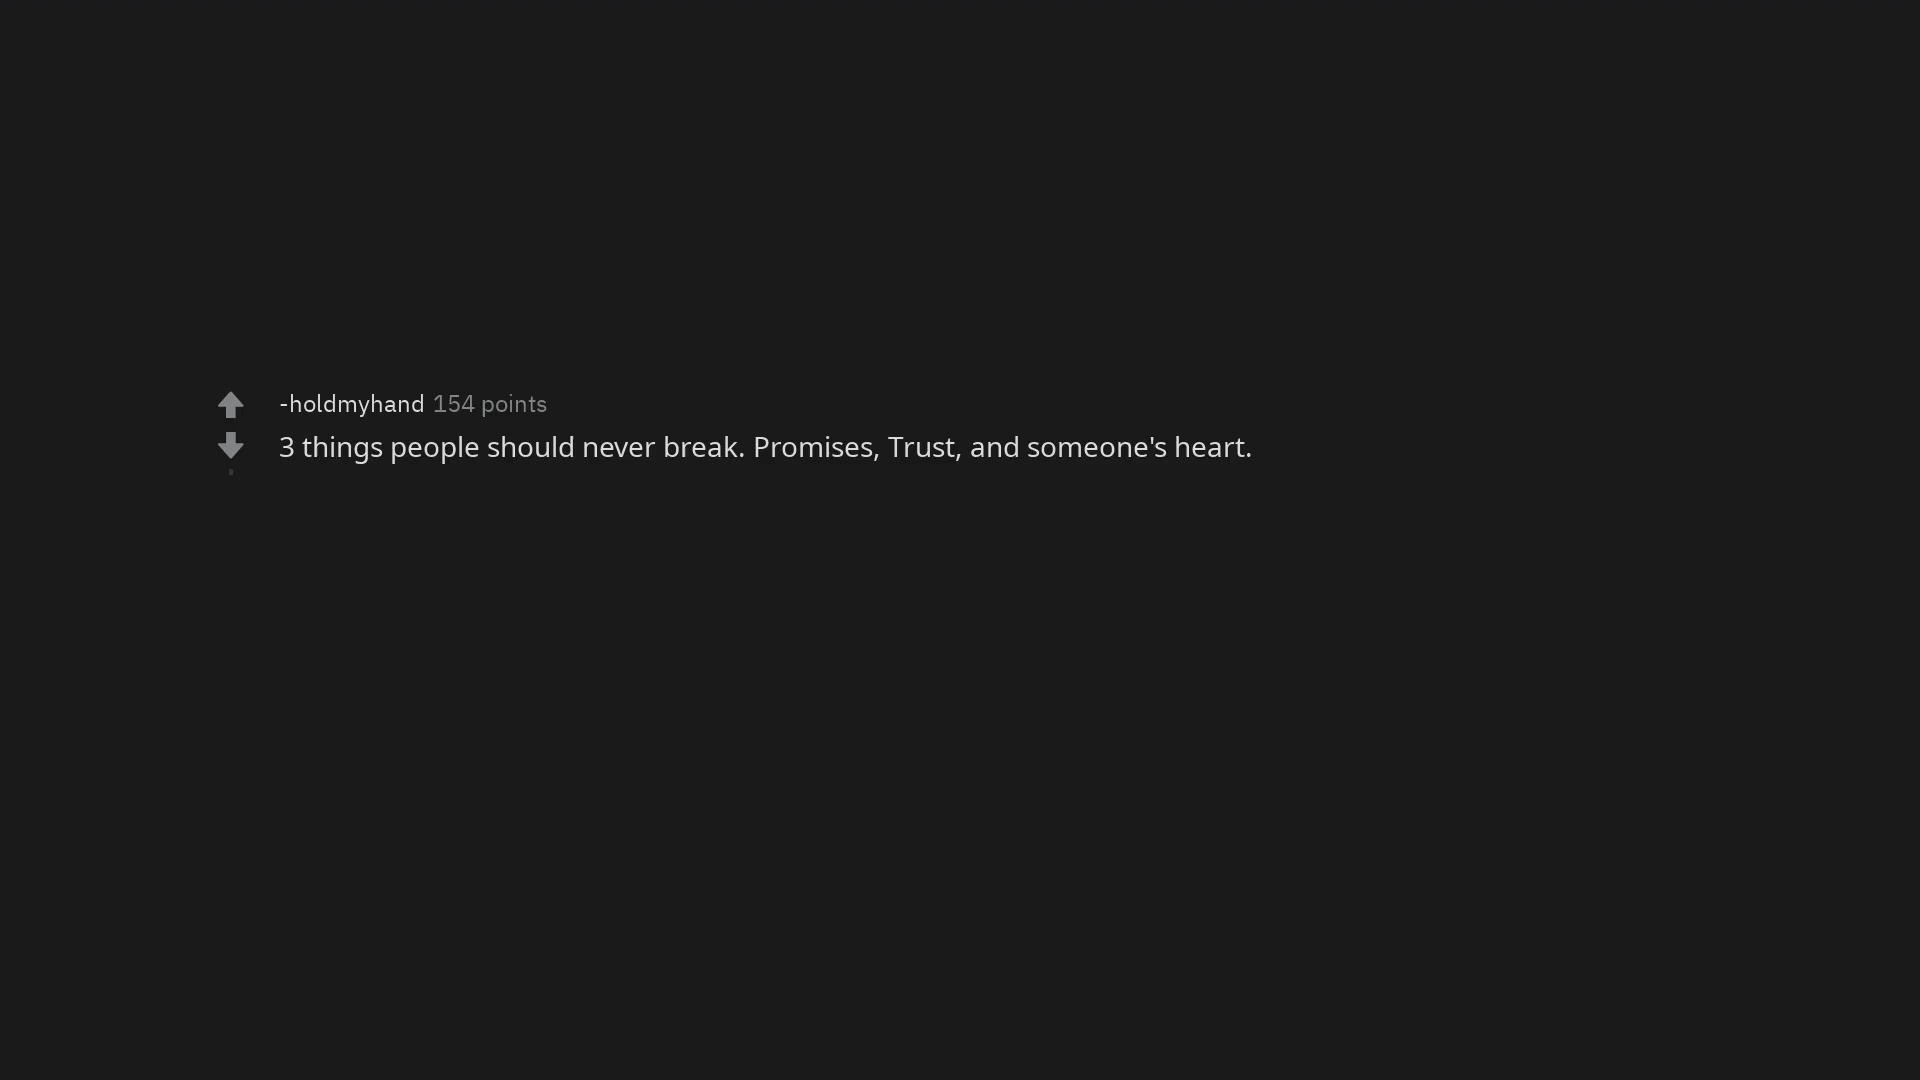 -holdmyhand 154 points
3 things people should never break. Promises, Trust, and someone's heart.